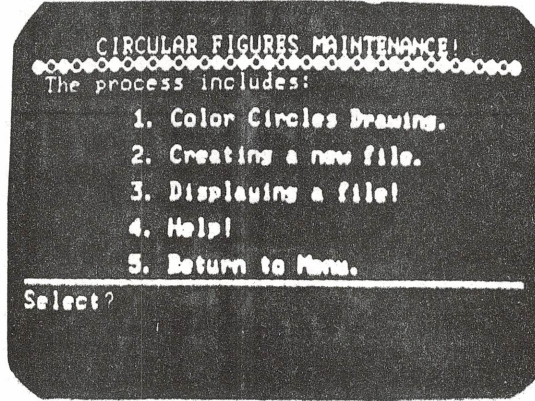 CIRCULAR FIGURES MAINTENANCE!
The process includes:
1. Color Circles Drawing.
2. Creating a new file.
3. Displaying a file!
4. Help!
5. Return to Menu.
Select?